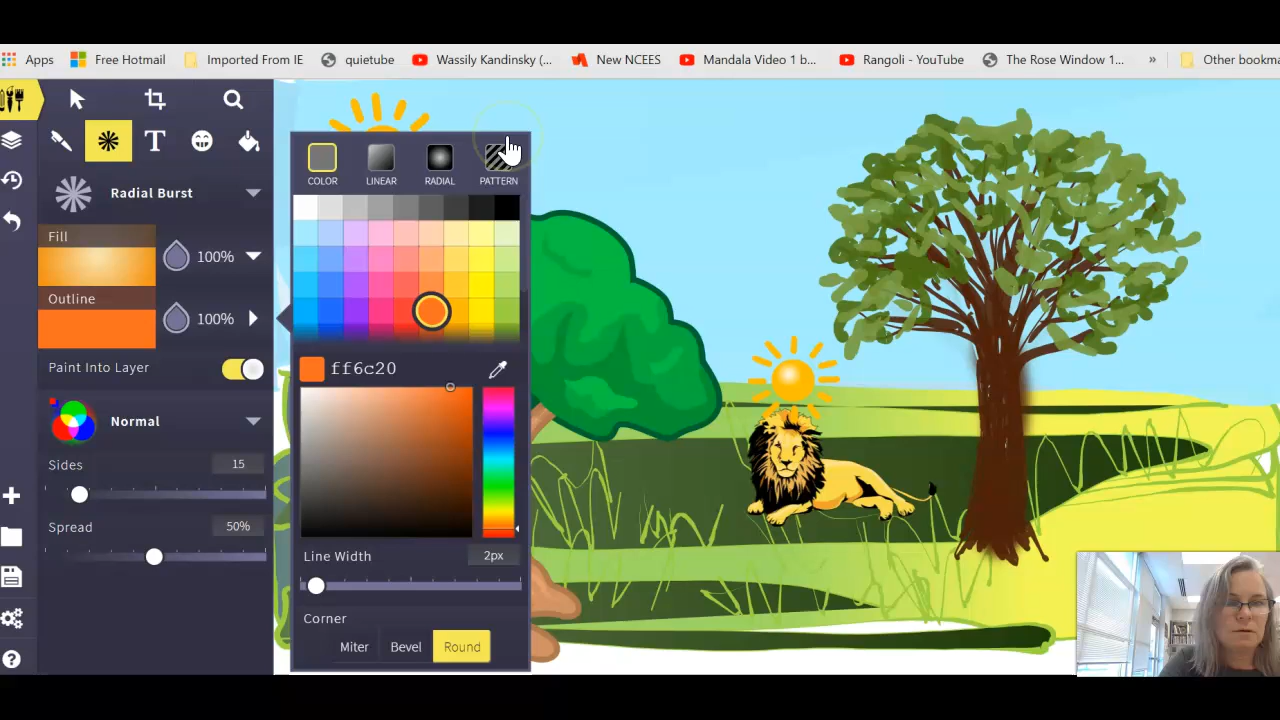 Apps Free Hotmail Imported From IE quietube Wassily Kandinsky (... New NCEES Mandala Video 1 b... Rangoli - YouTube The Rose Window 1... » Other bookma
COLOR LINEAR RADIAL PATTERN
T
Radial Burst
Fill
100%
Outline
100%
Paint Into Layer
ff6c20
Normal
Sides 15
Spread 50%
Line Width 2px
Corner
Miter Bevel Round
?